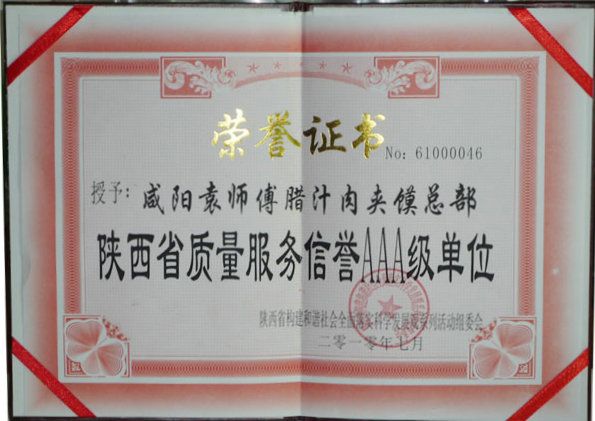 荣誉证书
No: 61000046
授予：咸阳袁师傅腊汁肉夹馍总部
陕西省质量服务信誉AAA级单位
陕西省构建和谐社会全面落实科学发展观系列活动组委会
二零一零年七月